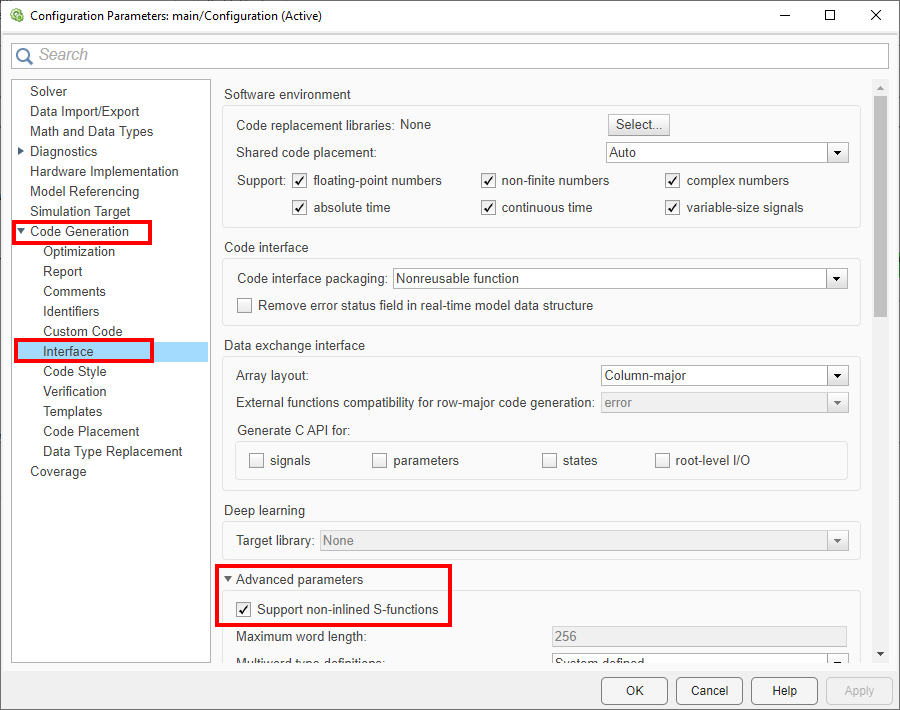 Configuration Parameters: main/Configuration (Active)
Search
Solver
Data Import/Export
Math and Data Types
Diagnostics
Hardware Implementation
Model Referencing
Simulation Target
Code Generation
Optimization
Report
Comments
Identifiers
Custom Code
Interface
Code Style
Verification
Templates
Code Placement
Data Type Replacement
Coverage
Software environment
Code replacement libraries: None Select...
Shared code placement: Auto
Support: floating-point numbers non-finite numbers complex numbers
absolute time continuous time variable-size signals
Code interface
Code interface packaging: Nonreusable function
Remove error status field in real-time model data structure
Data exchange interface
Array layout: Column-major
External functions compatibility for row-major code generation: error
Generate C API for:
signals parameters states root-level I/O
Deep learning
Target library: None
Advanced parameters
Support non-inlined S-functions
Maximum word length: 256
Multiword type definitions: System defined
OK Cancel Help Apply